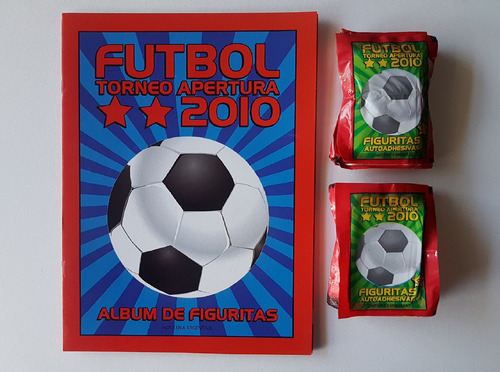 FUTBOL
TORNEO APERTURA
2010
ALBUM DE FIGURITAS
FUTBOL
TORNEO APERTURA
2010
FIGURITAS
AUTOADHESIVAS
FUTBOL
TORNEO APERTURA
2010
FIGURITAS
AUTOADHESIVAS